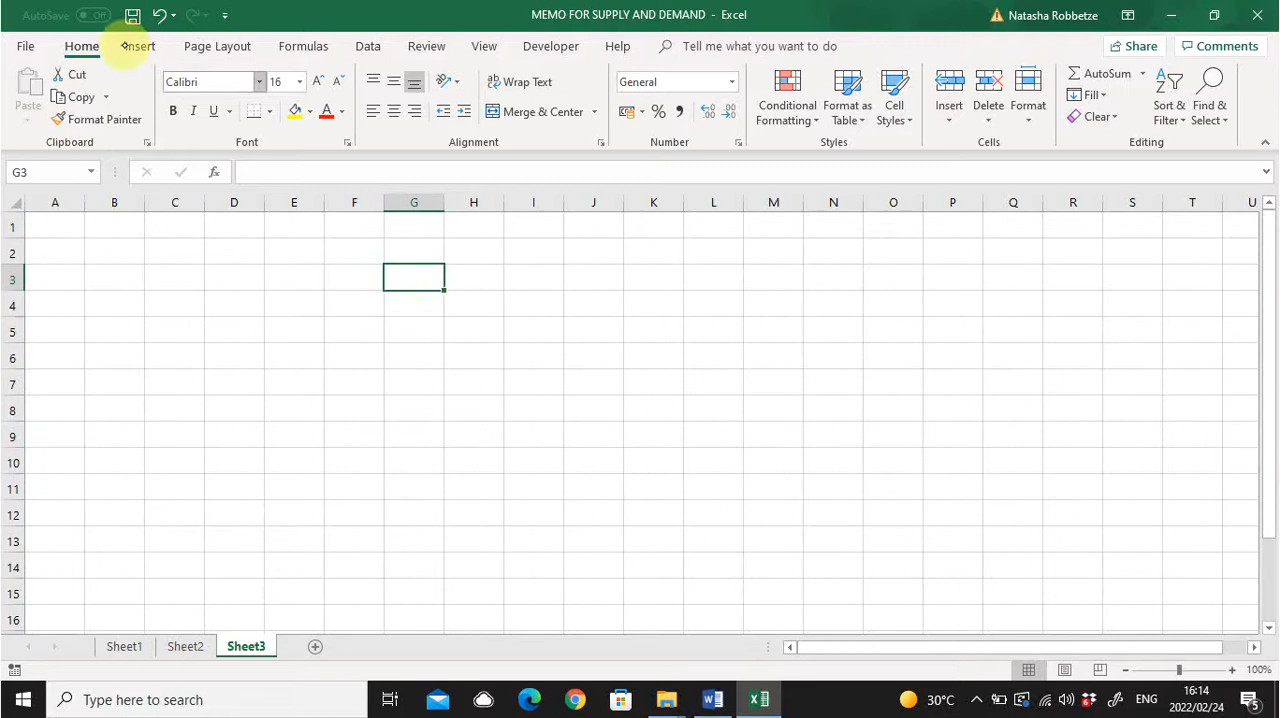 AutoSave Off MEMO FOR SUPPLY AND DEMAND - Excel Natasha Robbetze
File Home Insert Page Layout Formulas Data Review View Developer Help Tell me what you want to do Share Comments
Paste Cut Copy Format Painter
Clipboard
Calibri 16
B I U
Font
Wrap Text
Merge & Center
Alignment
General
Number
Conditional Formatting Format as Table Cell Styles
Styles
Insert Delete Format
Cells
AutoSum
Fill
Clear
Sort & Filter Find & Select
Editing
G3 fx
A B C D E F G H I J K L M N O P Q R S T U
1
2
3
4
5
6
7
8
9
10
11
12
13
14
15
16
Sheet1 Sheet2 Sheet3
100%
Type here to search 30°C ENG 16:14
2022/02/24 5